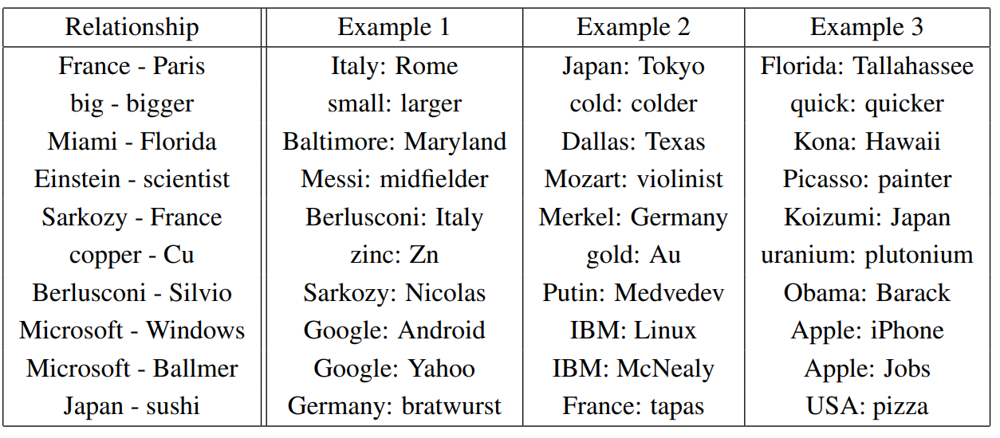 Relationship Example 1 Example 2 Example 3
France - Paris Italy: Rome Japan: Tokyo Florida: Tallahassee
big - bigger small: larger cold: colder quick: quicker
Miami - Florida Baltimore: Maryland Dallas: Texas Kona: Hawaii
Einstein - scientist Messi: midfielder Mozart: violinist Picasso: painter
Sarkozy - France Berlusconi: Italy Merkel: Germany Koizumi: Japan
copper - Cu zinc: Zn gold: Au uranium: plutonium
Berlusconi - Silvio Sarkozy: Nicolas Putin: Medvedev Obama: Barack
Microsoft - Windows Google: Android IBM: Linux Apple: iPhone
Microsoft - Ballmer Google: Yahoo IBM: McNealy Apple: Jobs
Japan - sushi Germany: bratwurst France: tapas USA: pizza